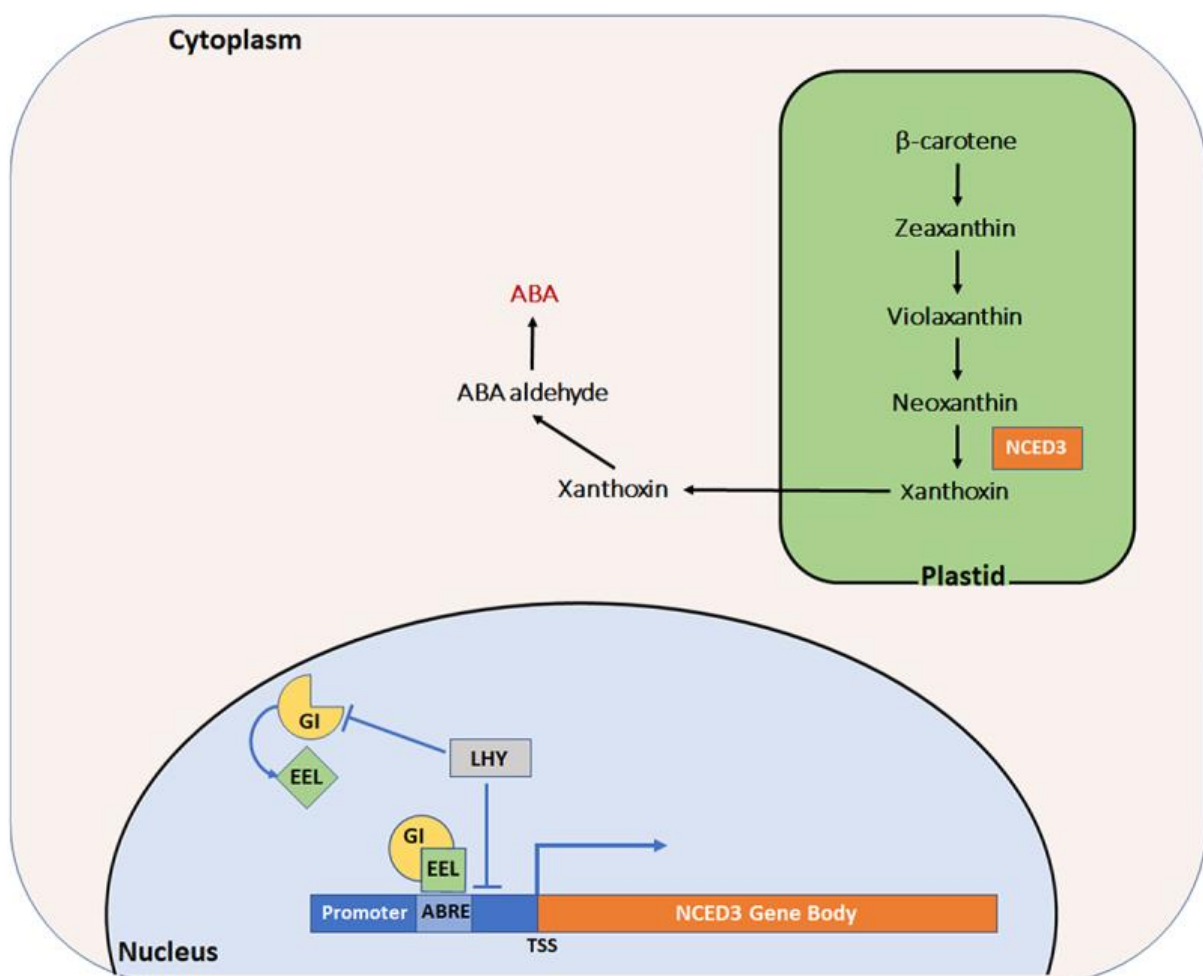 Cytoplasm
β-carotene
Zeaxanthin
Violaxanthin
Neoxanthin
NCED3
Xanthoxin
Plastid
ABA
ABA aldehyde
Xanthoxin
GI
EEL
LHY
GI
EEL
Promoter
ABRE
NCED3 Gene Body
TSS
Nucleus